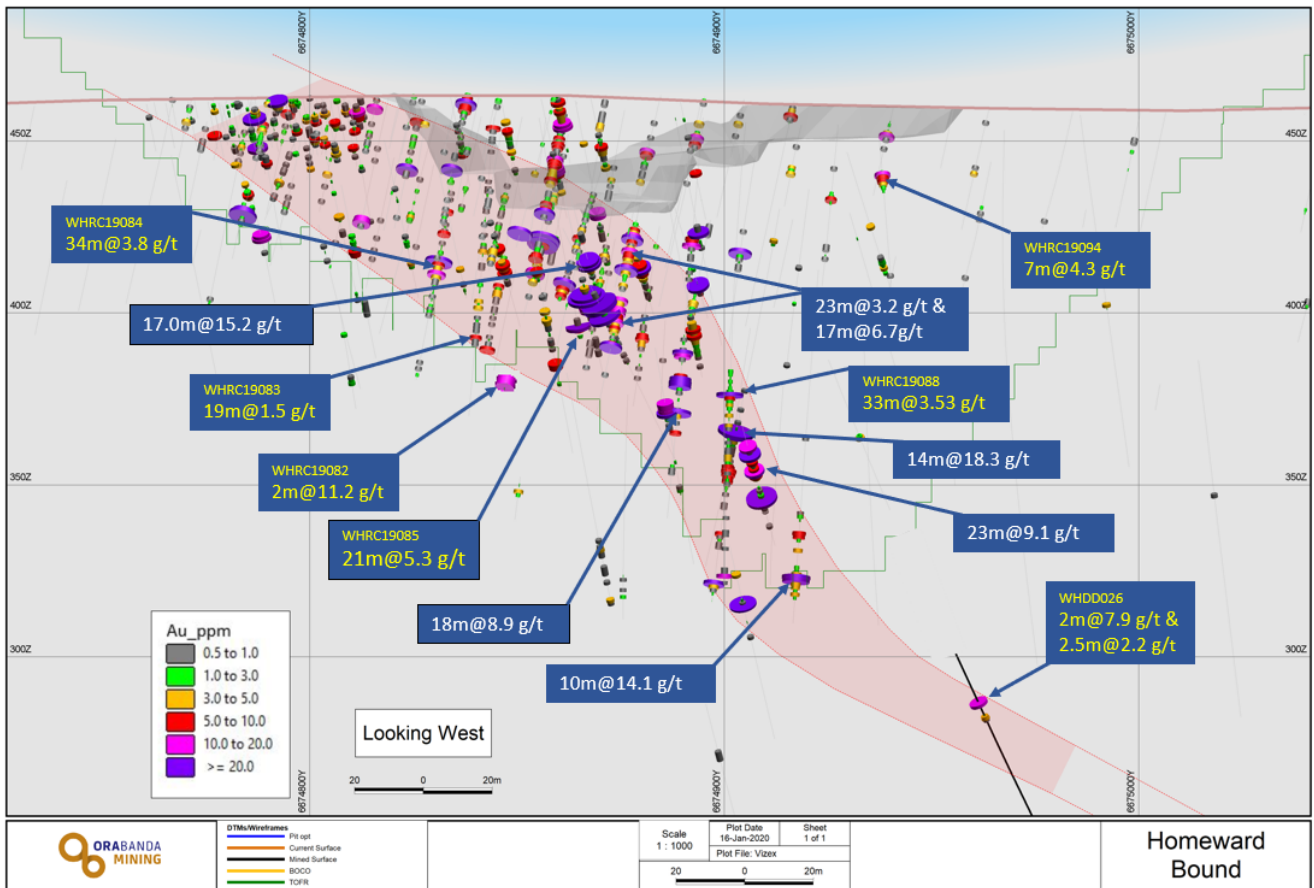 6674800Y
6674900Y
6675000Y
450Z
450Z
WHRC19084
34m@3.8 g/t
WHRC19094
7m@4.3 g/t
400Z
400Z
17.0m@15.2 g/t
23m@3.2 g/t &
17m@6.7g/t
WHRC19083
19m@1.5 g/t
WHRC19088
33m@3.53 g/t
14m@18.3 g/t
WHRC19082
2m@11.2 g/t
350Z
350Z
WHRC19085
21m@5.3 g/t
23m@9.1 g/t
18m@8.9 g/t
WHDD026
2m@7.9 g/t &
2.5m@2.2 g/t
10m@14.1 g/t
300Z
300Z
Au_ppm
0.5 to 1.0
1.0 to 3.0
3.0 to 5.0
5.0 to 10.0
10.0 to 20.0
>= 20.0
Looking West
20 0 20m
6674800Y
6674900Y
6675000Y
ORABANDA
MINING
DTMs/Wireframes
Pit opt
Current Surface
Mined Surface
BOCO
TOFR
Scale
1 : 1000
Plot Date
16-Jan-2020
Sheet
1 of 1
Plot File: Vizex
20 0 20m
Homeward
Bound